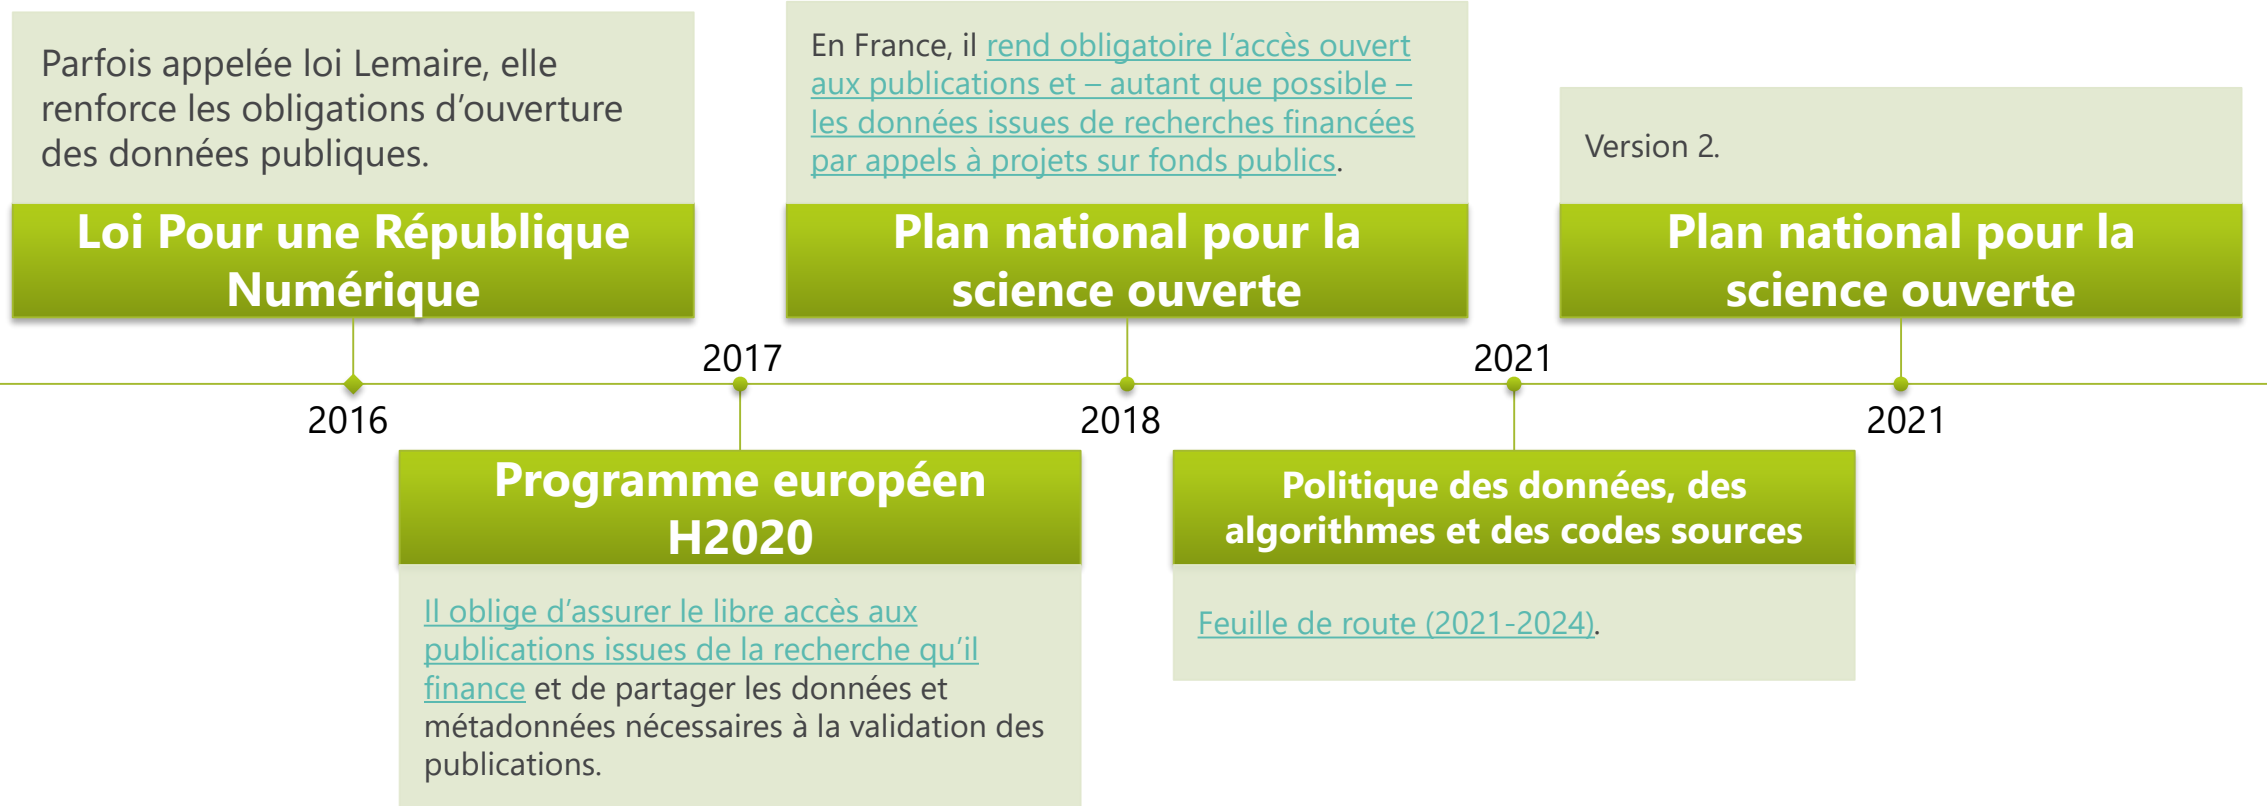 Parfois appelée loi Lemaire, elle
renforce les obligations d’ouverture
des données publiques.
Loi Pour une République
Numérique
2016
2017
Programme européen
H2020
Il oblige d’assurer le libre accès aux
publications issues de la recherche qu’il
finance et de partager les données et
métadonnées nécessaires à la validation des
publications.
En France, il rend obligatoire l’accès ouvert
aux publications et – autant que possible –
les données issues de recherches financées
par appels à projets sur fonds publics.
Plan national pour la
science ouverte
2018
2021
Politique des données, des
algorithmes et des codes sources
Feuille de route (2021-2024).
Version 2.
Plan national pour la
science ouverte
2021